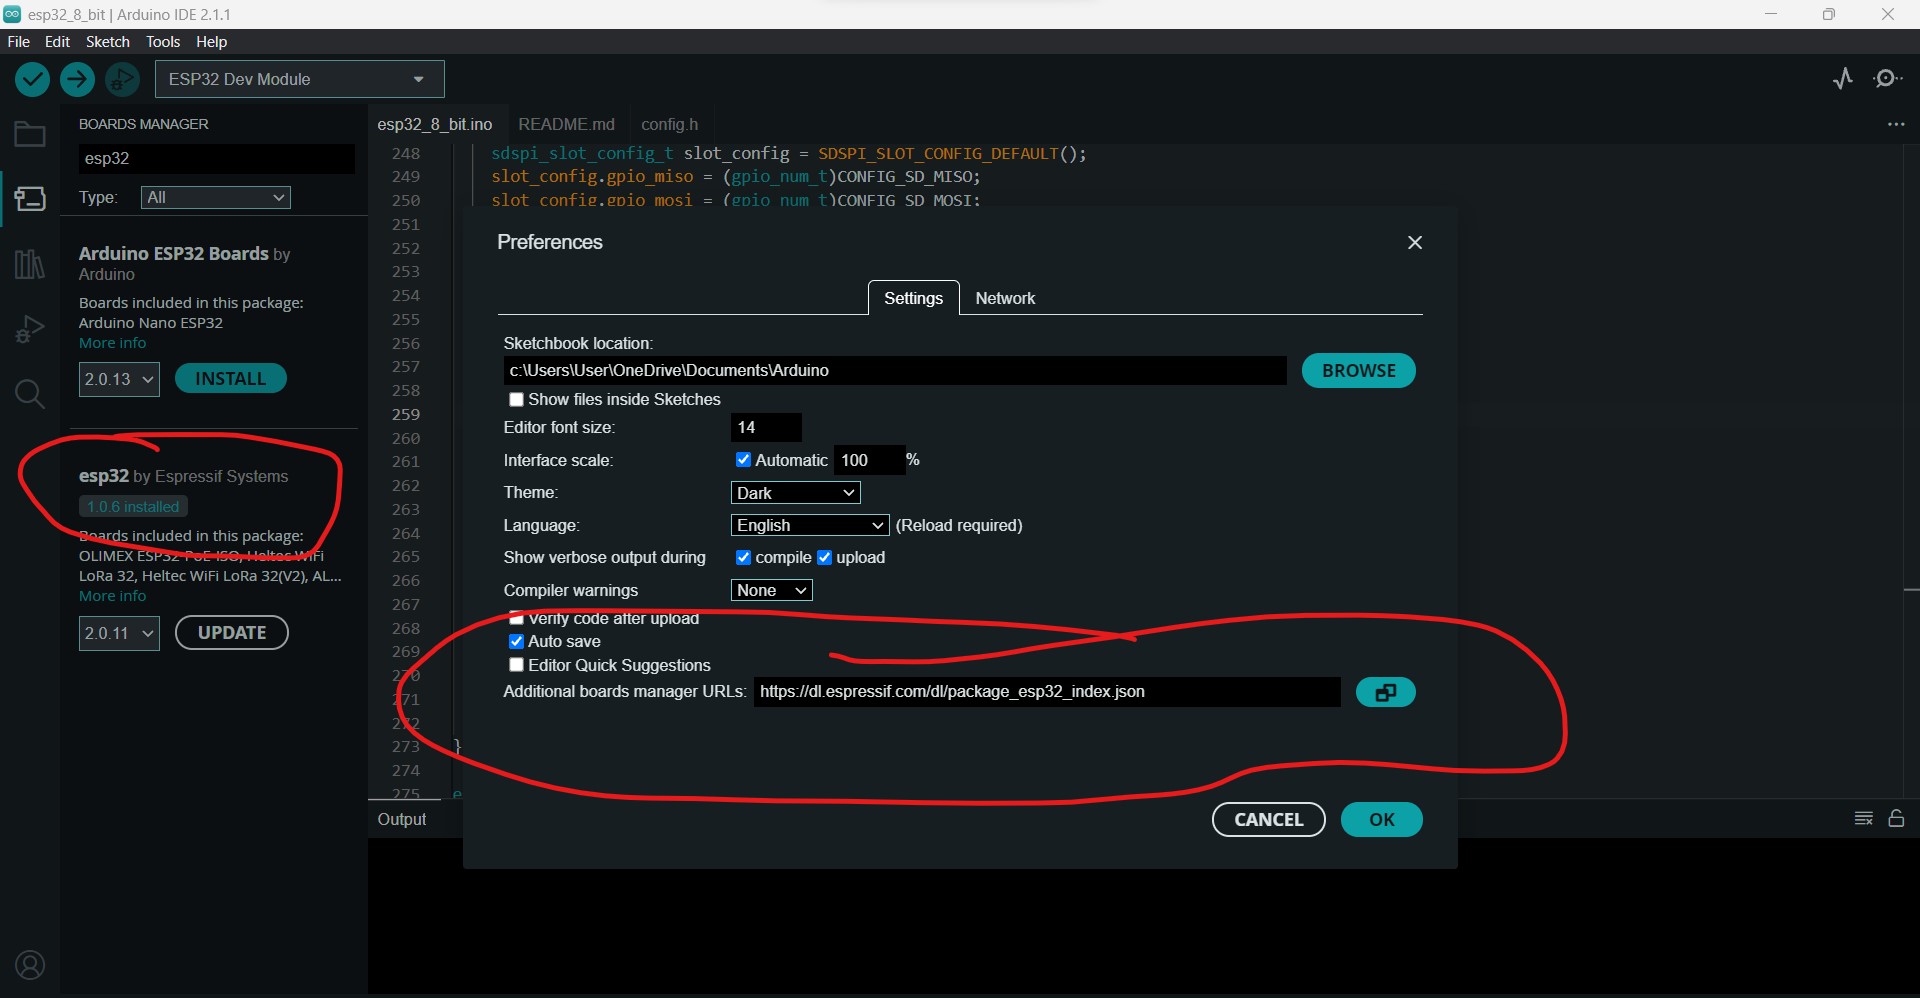 esp32_8_bit | Arduino IDE 2.1.1
File Edit Sketch Tools Help
ESP32 Dev Module
BOARDS MANAGER
esp32
Type: All
Arduino ESP32 Boards by
Arduino
Boards included in this package:
Arduino Nano ESP32
More info
2.0.13 INSTALL
esp32 by Espressif Systems
1.0.6 installed
Boards included in this package:
OLIMEX ESP32-PoE-ISO, Heltec WiFi
LoRa 32, Heltec WiFi LoRa 32(V2), AL...
More info
2.0.11 UPDATE
esp32_8_bit.ino README.md config.h
248 sdspi_slot_config_t slot_config = SDSPI_SLOT_CONFIG_DEFAULT();
249 slot_config.gpio_miso = (gpio_num_t)CONFIG_SD_MISO;
250 slot_config.gpio_mosi = (gpio_num_t)CONFIG_SD_MOSI;
251
252
253
254
255
256
257
258
259
260
261
262
263
264
265
266
267
268
269
270
271
272
273 }
274
275 e
Preferences
Settings Network
Sketchbook location:
c:\Users\User\OneDrive\Documents\Arduino BROWSE
Show files inside Sketches
Editor font size: 14
Interface scale: Automatic 100 %
Theme: Dark
Language: English (Reload required)
Show verbose output during compile upload
Compiler warnings None
Verify code after upload
Auto save
Editor Quick Suggestions
Additional boards manager URLs: https://dl.espressif.com/dl/package_esp32_index.json
CANCEL OK
Output